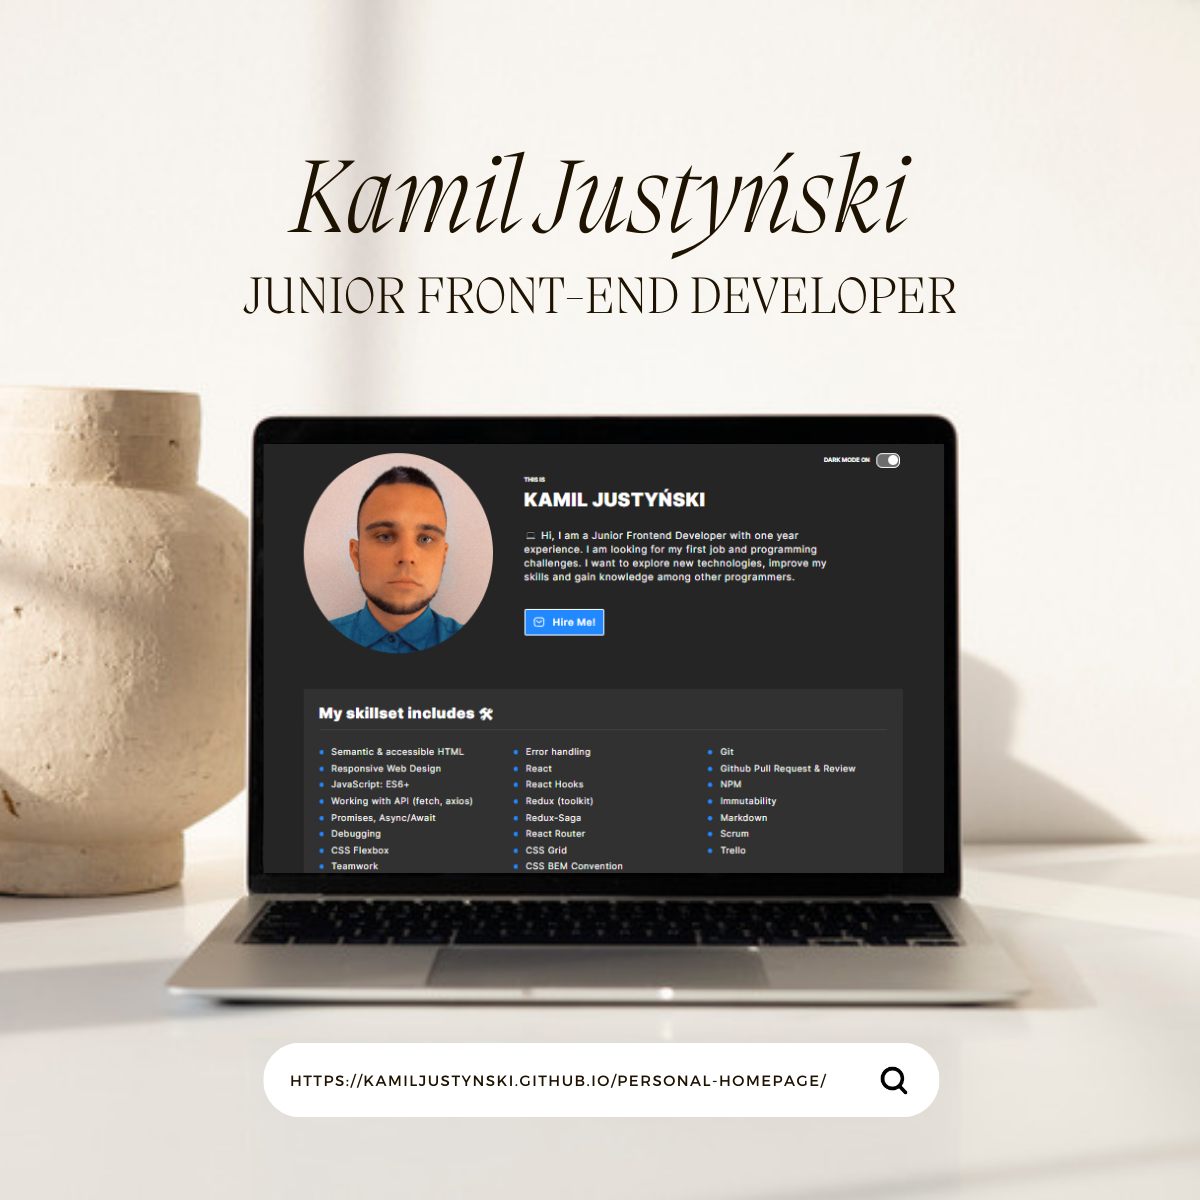 Kamil Justyński
JUNIOR FRONT-END DEVELOPER
DARK MODE ON
THIS IS
KAMIL JUSTYŃSKI
💻 Hi, I am a Junior Frontend Developer with one year
experience. I am looking for my first job and programming
challenges. I want to explore new technologies, improve my
skills and gain knowledge among other programmers.
Hire Me!
My skillset includes 🛠
Semantic & accessible HTML
Responsive Web Design
JavaScript: ES6+
Working with API (fetch, axios)
Promises, Async/Await
Debugging
CSS Flexbox
Teamwork
Error handling
React
React Hooks
Redux (toolkit)
Redux-Saga
React Router
CSS Grid
CSS BEM Convention
Git
Github Pull Request & Review
NPM
Immutability
Markdown
Scrum
Trello
HTTPS://KAMILJUSTYNSKI.GITHUB.IO/PERSONAL-HOMEPAGE/